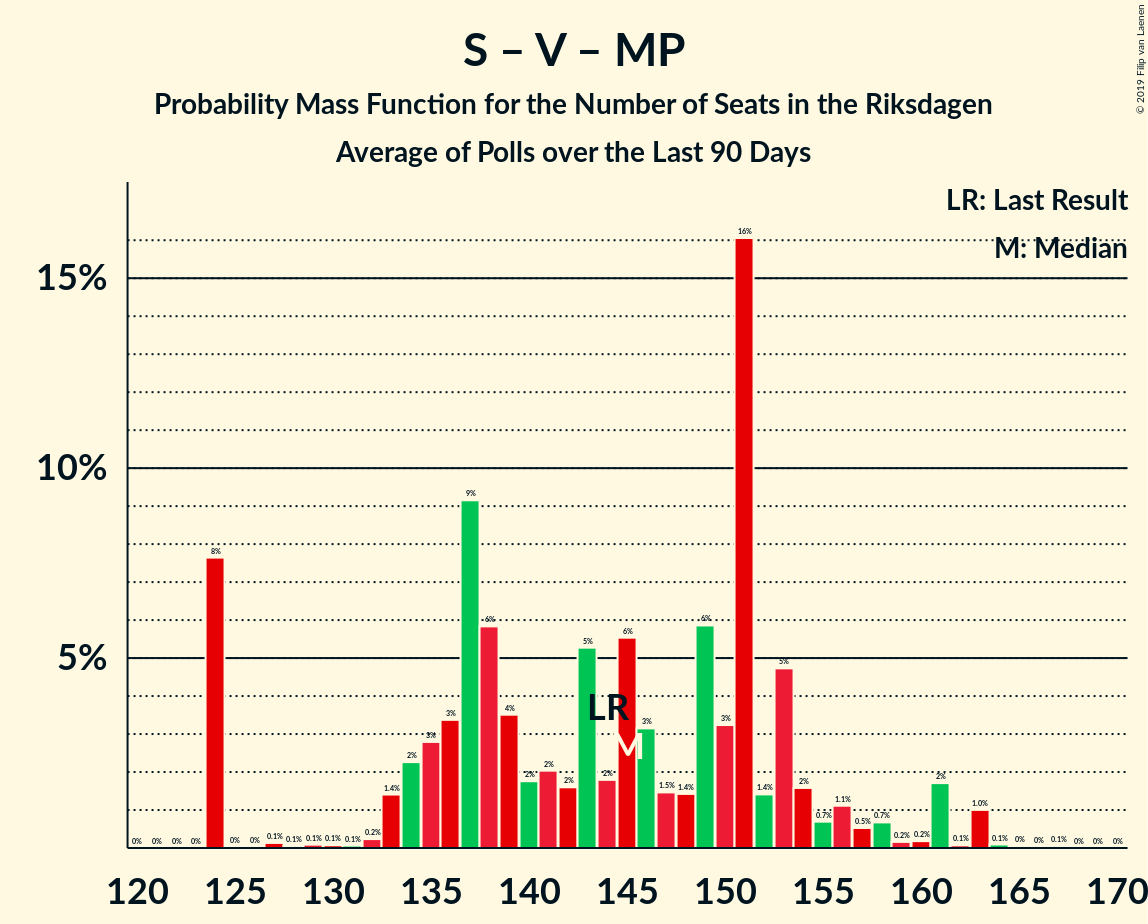 S – V – MP
Probability Mass Function for the Number of Seats in the Riksdagen
Average of Polls over the Last 90 Days
© 2019 Filip van Laenen
LR: Last Result
M: Median
15%
10%
5%
0% 0% 0% 0% 8% 0% 0% 0.1% 0.1% 0.1% 0.1% 0.1% 0.2% 1.4% 2% 3% 3% 9% 6% 4% 2% 2% 2% 5% 2% 6% 3% 1.5% 1.4% 6% 3% 16% 1.4% 5% 2% 0.7% 1.1% 0.5% 0.7% 0.2% 0.2% 2% 0.1% 1.0% 0.1% 0% 0% 0.1% 0% 0% 0%
LR
M
120 125 130 135 140 145 150 155 160 165 170